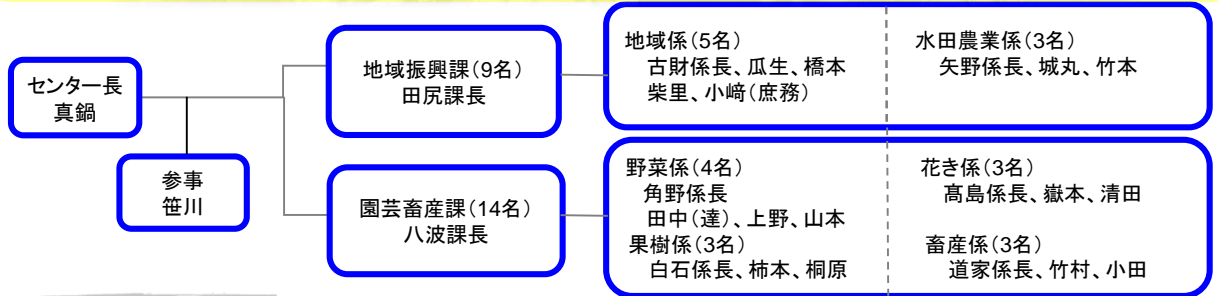 センター長
真鍋
参事
笹川
地域振興課(9名)
田尻課長
地域係(5名)
古財係長、瓜生、橋本
柴里、小﨑(庶務)
水田農業係(3名)
矢野係長、城丸、竹本
園芸畜産課(14名)
八波課長
野菜係(4名)
角野係長
田中(達)、上野、山本
果樹係(3名)
白石係長、柿本、桐原
花き係(3名)
髙島係長、嶽本、清田
畜産係(3名)
道家係長、竹村、小田